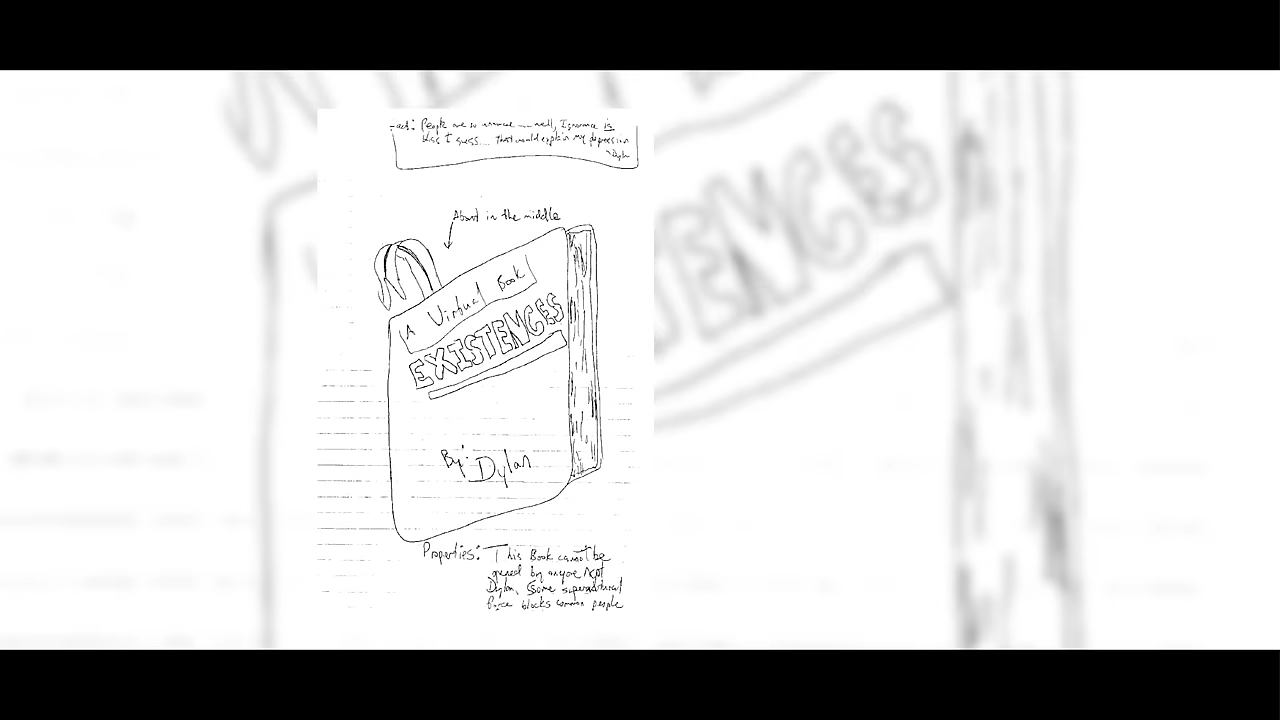 Fact: People are so unaware .... well, Ignorance is
bliss I guess.... that would explain my depression
~Dylan
About in the middle
A Virtual Book
EXISTENCES
By: Dylan
Properties: This Book cannot be
opened by anyone Not
Dylan. Some supernatural
force blocks common people